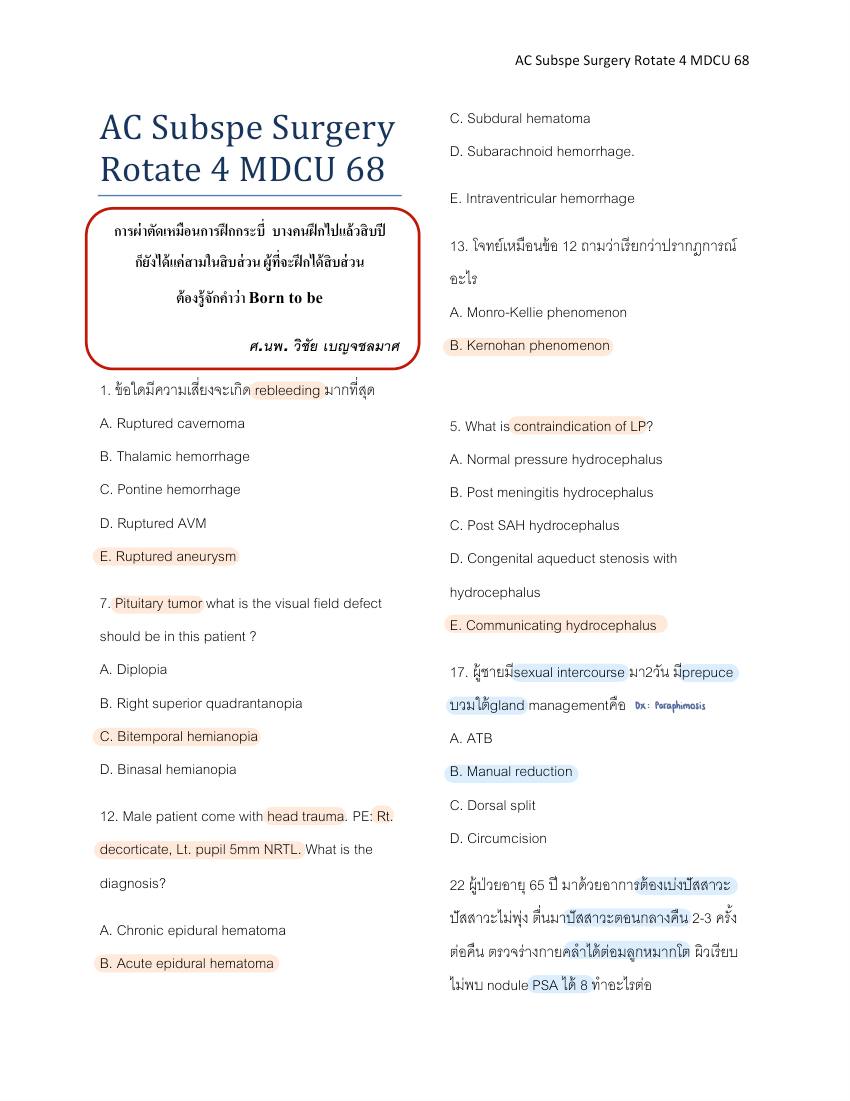 AC Subspe Surgery Rotate 4 MDCU 68
AC Subspe Surgery
Rotate 4 MDCU 68
การผ่าตัดเหมือนการฝึกกระบี่ บางคนฝึกไปแล้วสิบปี
ก็ยังได้แค่สามในสิบส่วน ผู้ที่จะฝึกได้สิบส่วน
ต้องรู้จักคำว่า Born to be
ศ.นพ. วิชัย เบญจชลมาศ
1. ข้อใดมีความเสี่ยงจะเกิด rebleeding มากที่สุด
A. Ruptured cavernoma
B. Thalamic hemorrhage
C. Pontine hemorrhage
D. Ruptured AVM
E. Ruptured aneurysm
7. Pituitary tumor what is the visual field defect
should be in this patient ?
A. Diplopia
B. Right superior quadrantanopia
C. Bitemporal hemianopia
D. Binasal hemianopia
12. Male patient come with head trauma. PE: Rt.
decorticate, Lt. pupil 5mm NRTL. What is the
diagnosis?
A. Chronic epidural hematoma
B. Acute epidural hematoma
C. Subdural hematoma
D. Subarachnoid hemorrhage.
E. Intraventricular hemorrhage
13. โจทย์เหมือนข้อ 12 ถามว่าเรียกว่าปรากฏการณ์
อะไร
A. Monro-Kellie phenomenon
B. Kernohan phenomenon
5. What is contraindication of LP?
A. Normal pressure hydrocephalus
B. Post meningitis hydrocephalus
C. Post SAH hydrocephalus
D. Congenital aqueduct stenosis with
hydrocephalus
E. Communicating hydrocephalus
17. ผู้ชายมีsexual intercourse มา2วัน มีprepuce
บวมใต้gland managementคือ Dx: Paraphimosis
A. ATB
B. Manual reduction
C. Dorsal split
D. Circumcision
22 ผู้ป่วยอายุ 65 ปี มาด้วยอาการต้องเบ่งปัสสาวะ
ปัสสาวะไม่พุ่ง ตื่นมาปัสสาวะตอนกลางคืน 2-3 ครั้ง
ต่อคืน ตรวจร่างกายคลำได้ต่อมลูกหมากโต ผิวเรียบ
ไม่พบ nodule PSA ได้ 8 ทำอะไรต่อ